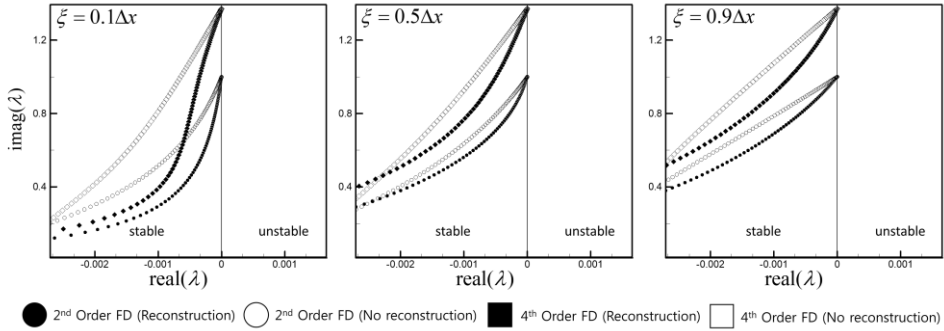 ξ = 0.1Δx
ξ = 0.5Δx
ξ = 0.9Δx
imag(λ)
1.2
0.8
0.4
stable
unstable
-0.002
-0.001
0
0.001
real(λ)
1.2
0.8
0.4
stable
unstable
-0.002
-0.001
0
0.001
real(λ)
1.2
0.8
0.4
stable
unstable
-0.002
-0.001
0
0.001
real(λ)
2nd Order FD (Reconstruction)
2nd Order FD (No reconstruction)
4th Order FD (Reconstruction)
4th Order FD (No reconstruction)